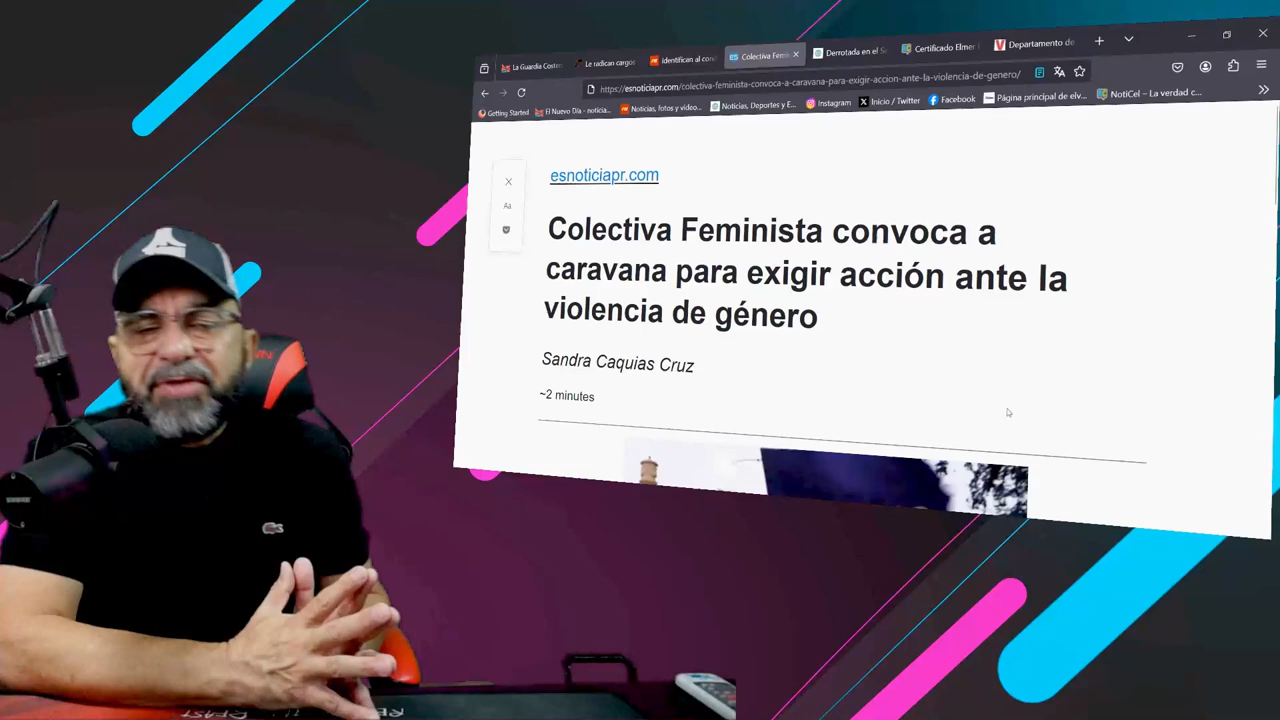 La Guardia Coste
Le radican cargos
Identifican al con
ES Colectiva Femi
Derrotada en el Se
Certificado Elmer
Departamento de
https://esnoticiapr.com/colectiva-feminista-convoca-a-caravana-para-exigir-accion-ante-la-violencia-de-genero/
Getting Started
El Nuevo Día - noticia...
Noticias, fotos y video...
Noticias, Deportes y E...
Instagram
Inicio / Twitter
Facebook
Página principal de elv...
NotiCel – La verdad c...
esnoticiapr.com
Aa
Colectiva Feminista convoca a
caravana para exigir acción ante la
violencia de género
Sandra Caquias Cruz
~2 minutes